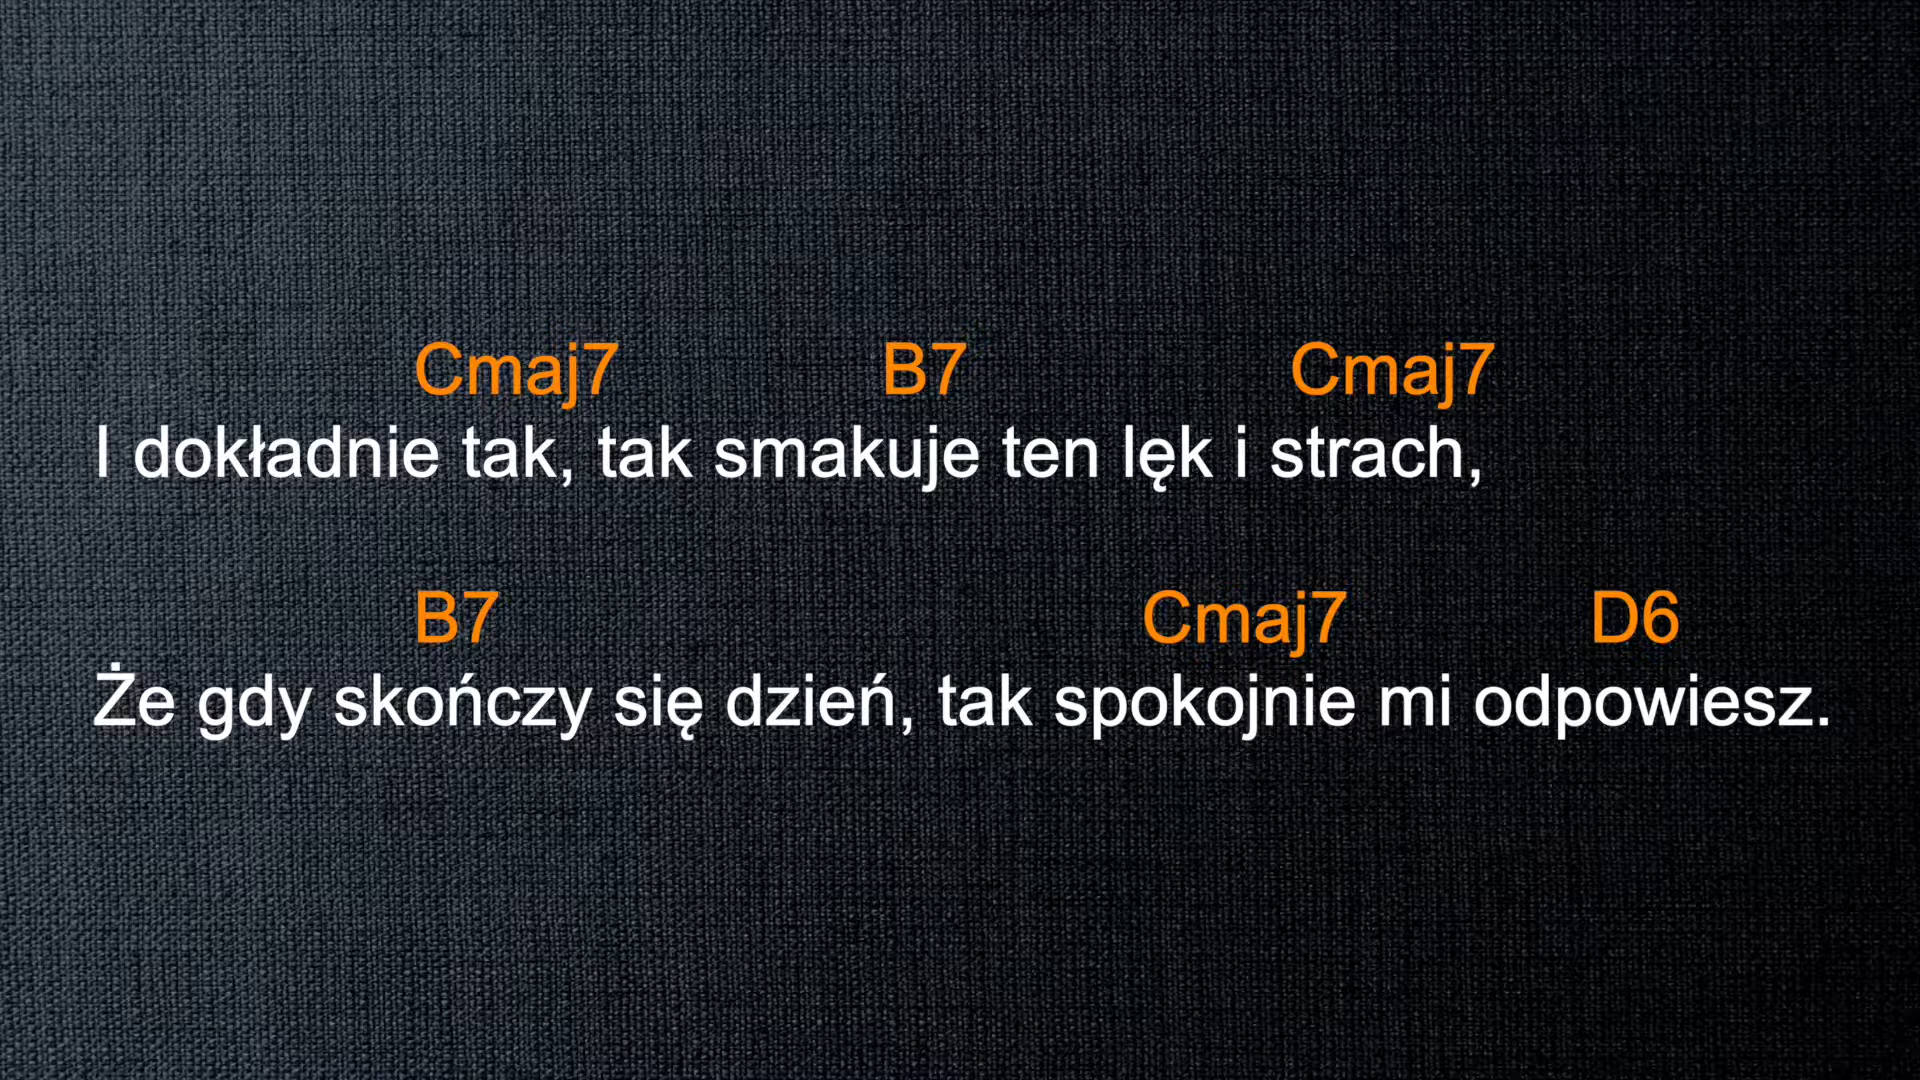 Cmaj7 B7 Cmaj7
I dokładnie tak, tak smakuje ten lęk i strach,
B7 Cmaj7 D6
Że gdy skończy się dzień, tak spokojnie mi odpowiesz.